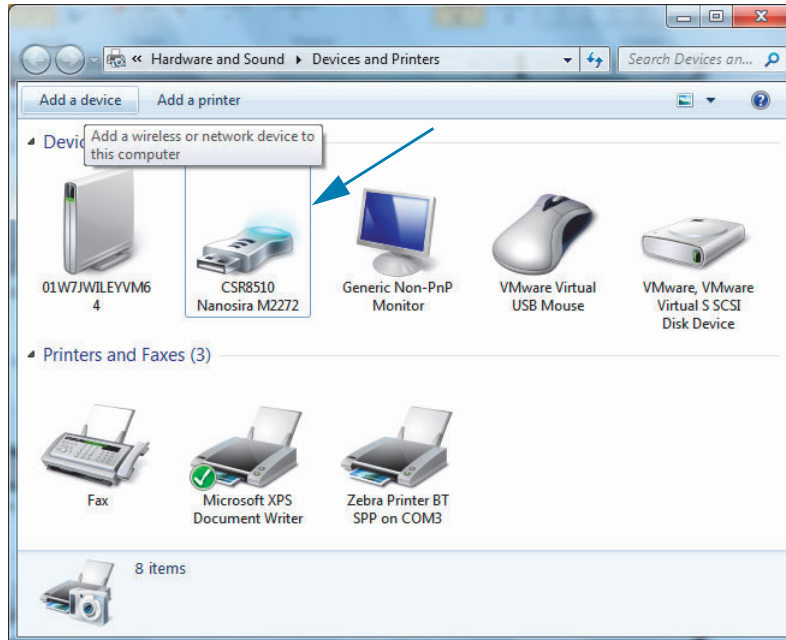 « Hardware and Sound ▸ Devices and Printers
Search Devices an...
Add a device
Add a printer
Add a wireless or network device to
this computer
Devic
01W7JWILEYVM6
4
CSR8510
Nanosira M2272
Generic Non-PnP
Monitor
VMware Virtual
USB Mouse
VMware, VMware
Virtual S SCSI
Disk Device
Printers and Faxes (3)
Fax
Microsoft XPS
Document Writer
Zebra Printer BT
SPP on COM3
8 items